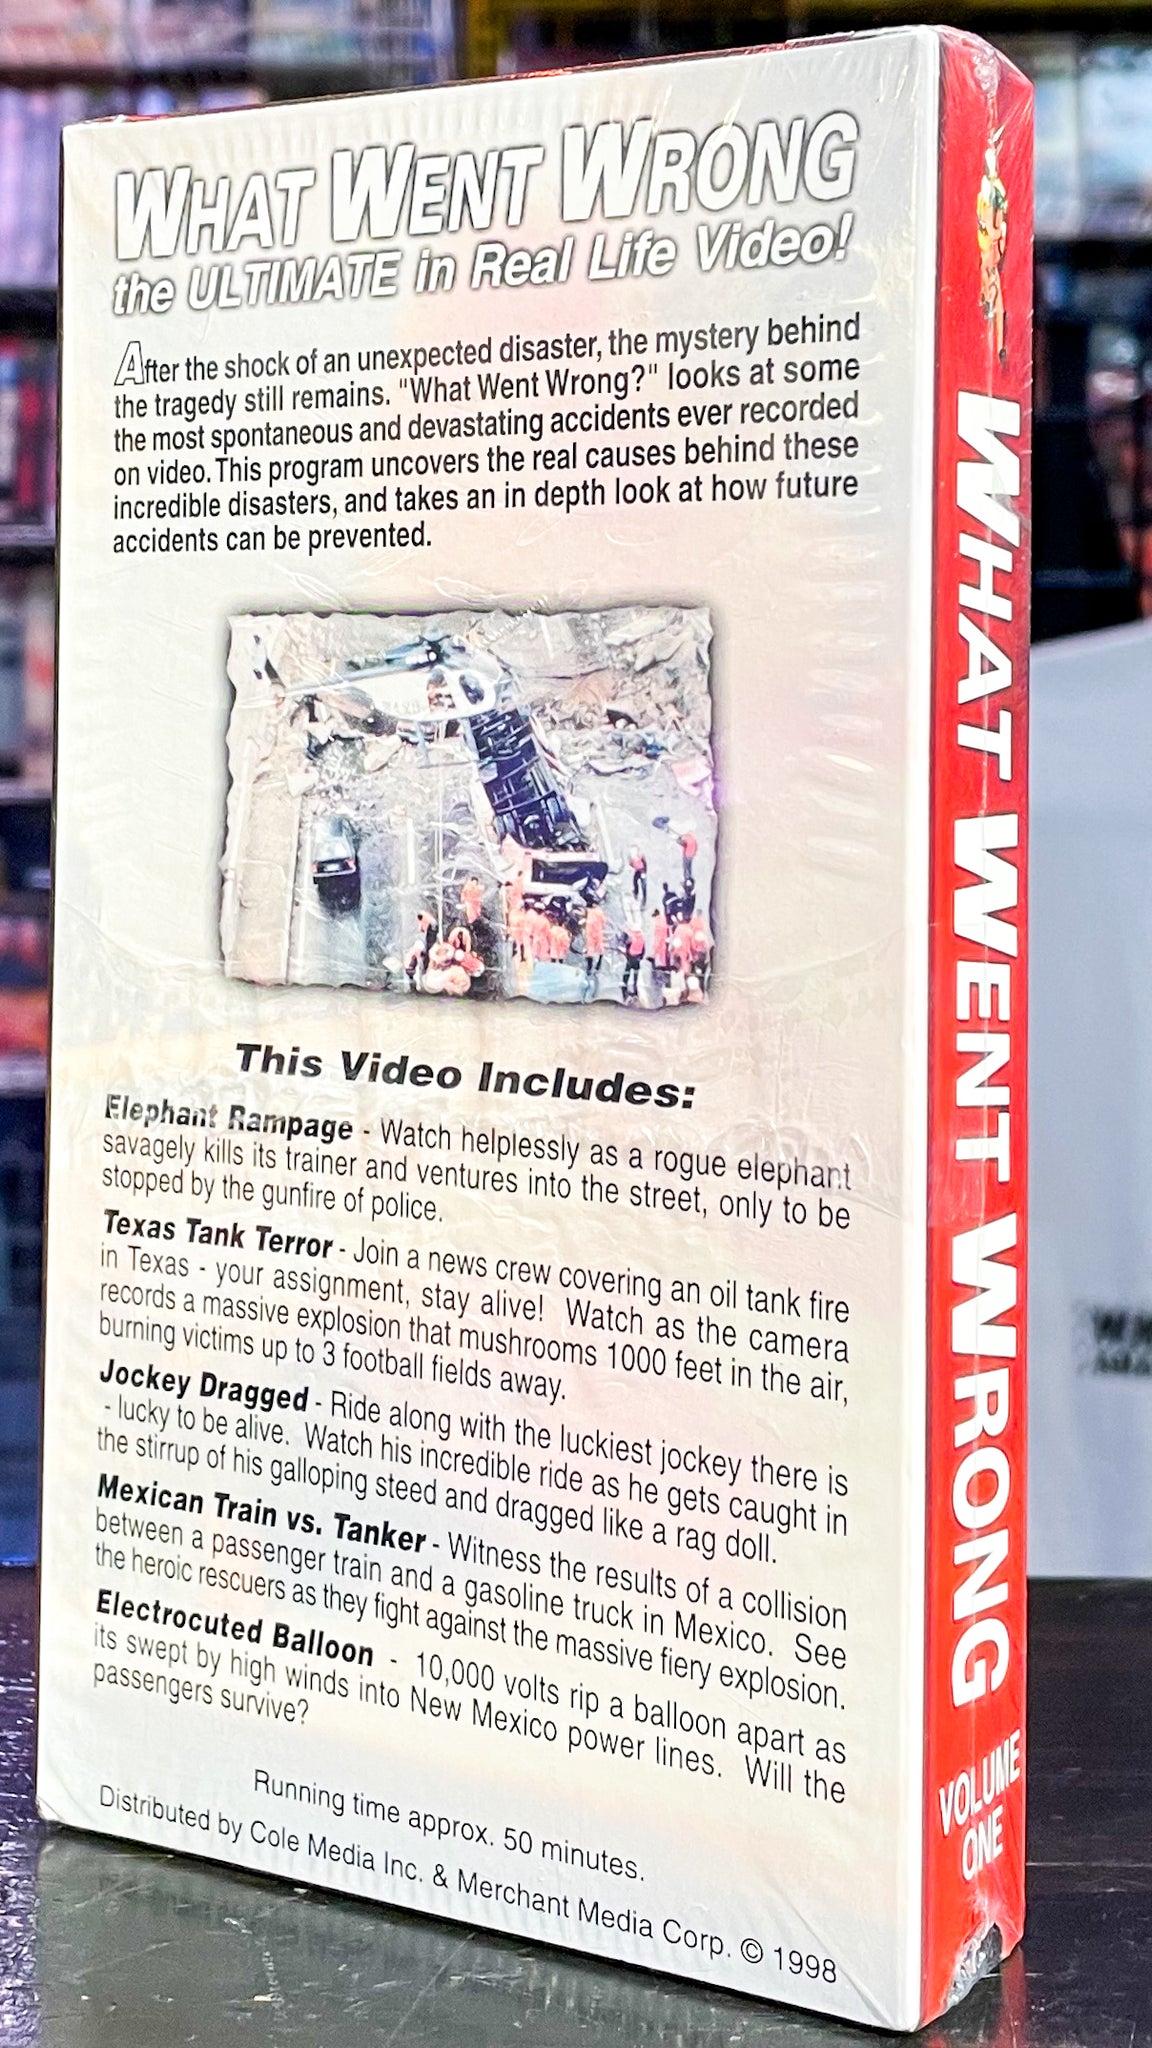 WHAT WENT WRONG
the ULTIMATE in Real Life Video!
After the shock of an unexpected disaster, the mystery behind
the tragedy still remains. "What Went Wrong?" looks at some
the most spontaneous and devastating accidents ever recorded
on video. This program uncovers the real causes behind these
incredible disasters, and takes an in depth look at how future
accidents can be prevented.
This Video Includes:
Elephant Rampage - Watch helplessly as a rogue elephant
savagely kills its trainer and ventures into the street, only to be
stopped by the gunfire of police.
Texas Tank Terror - Join a news crew covering an oil tank fire
in Texas - your assignment, stay alive! Watch as the camera
records a massive explosion that mushrooms 1000 feet in the air,
burning victims up to 3 football fields away.
Jockey Dragged - Ride along with the luckiest jockey there is
- lucky to be alive. Watch his incredible ride as he gets caught in
the stirrup of his galloping steed and dragged like a rag doll.
Mexican Train vs. Tanker - Witness the results of a collision
between a passenger train and a gasoline truck in Mexico. See
the heroic rescuers as they fight against the massive fiery explosion.
Electrocuted Balloon - 10,000 volts rip a balloon apart as
its swept by high winds into New Mexico power lines. Will the
passengers survive?
Running time approx. 50 minutes.
Distributed by Cole Media Inc. & Merchant Media Corp. © 1998
WHAT WENT WRONG
VOLUME
ONE